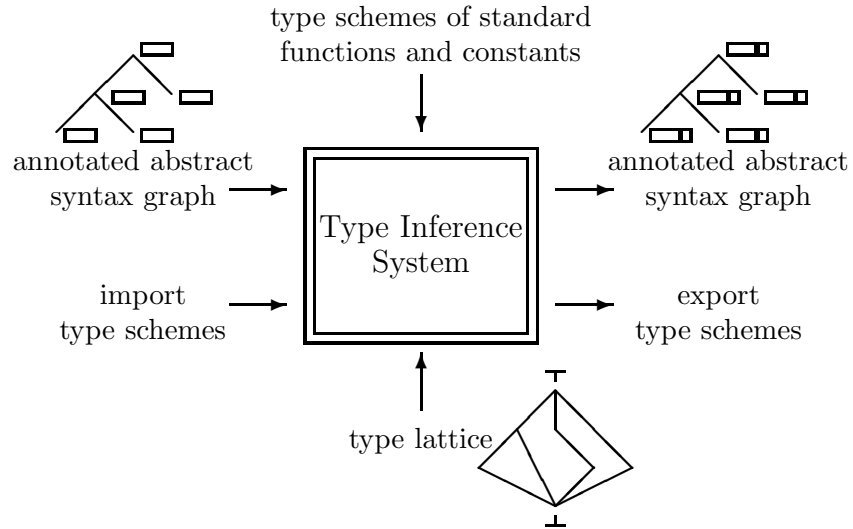 type schemes of standard
functions and constants
annotated abstract
syntax graph
annotated abstract
syntax graph
Type Inference
System
import
type schemes
export
type schemes
type lattice
⊤
⊥